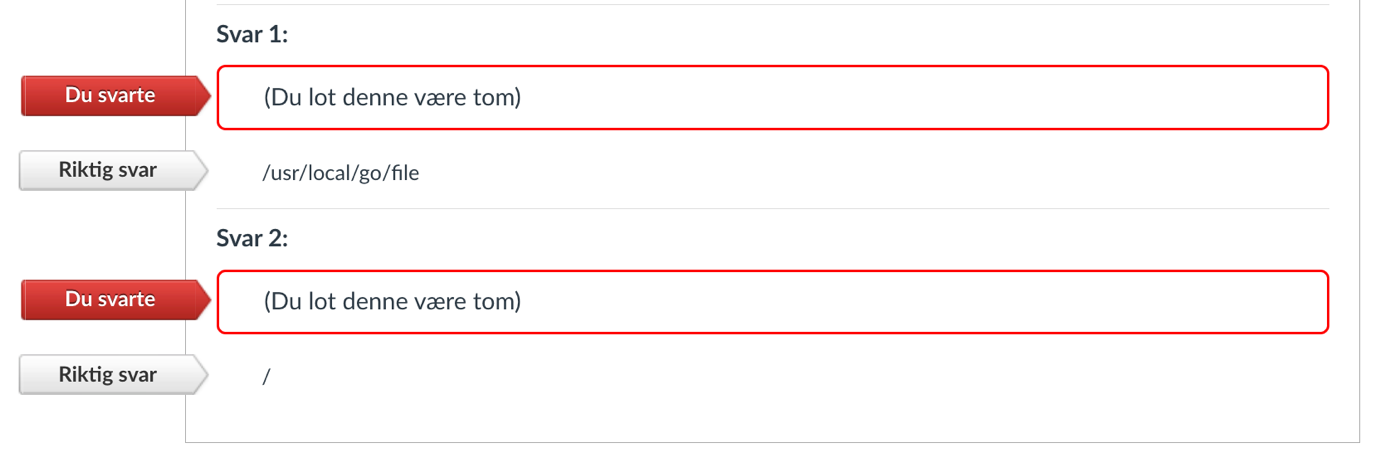 Svar 1:
Du svarte
(Du lot denne være tom)
Riktig svar
/usr/local/go/file
Svar 2:
Du svarte
(Du lot denne være tom)
Riktig svar
/